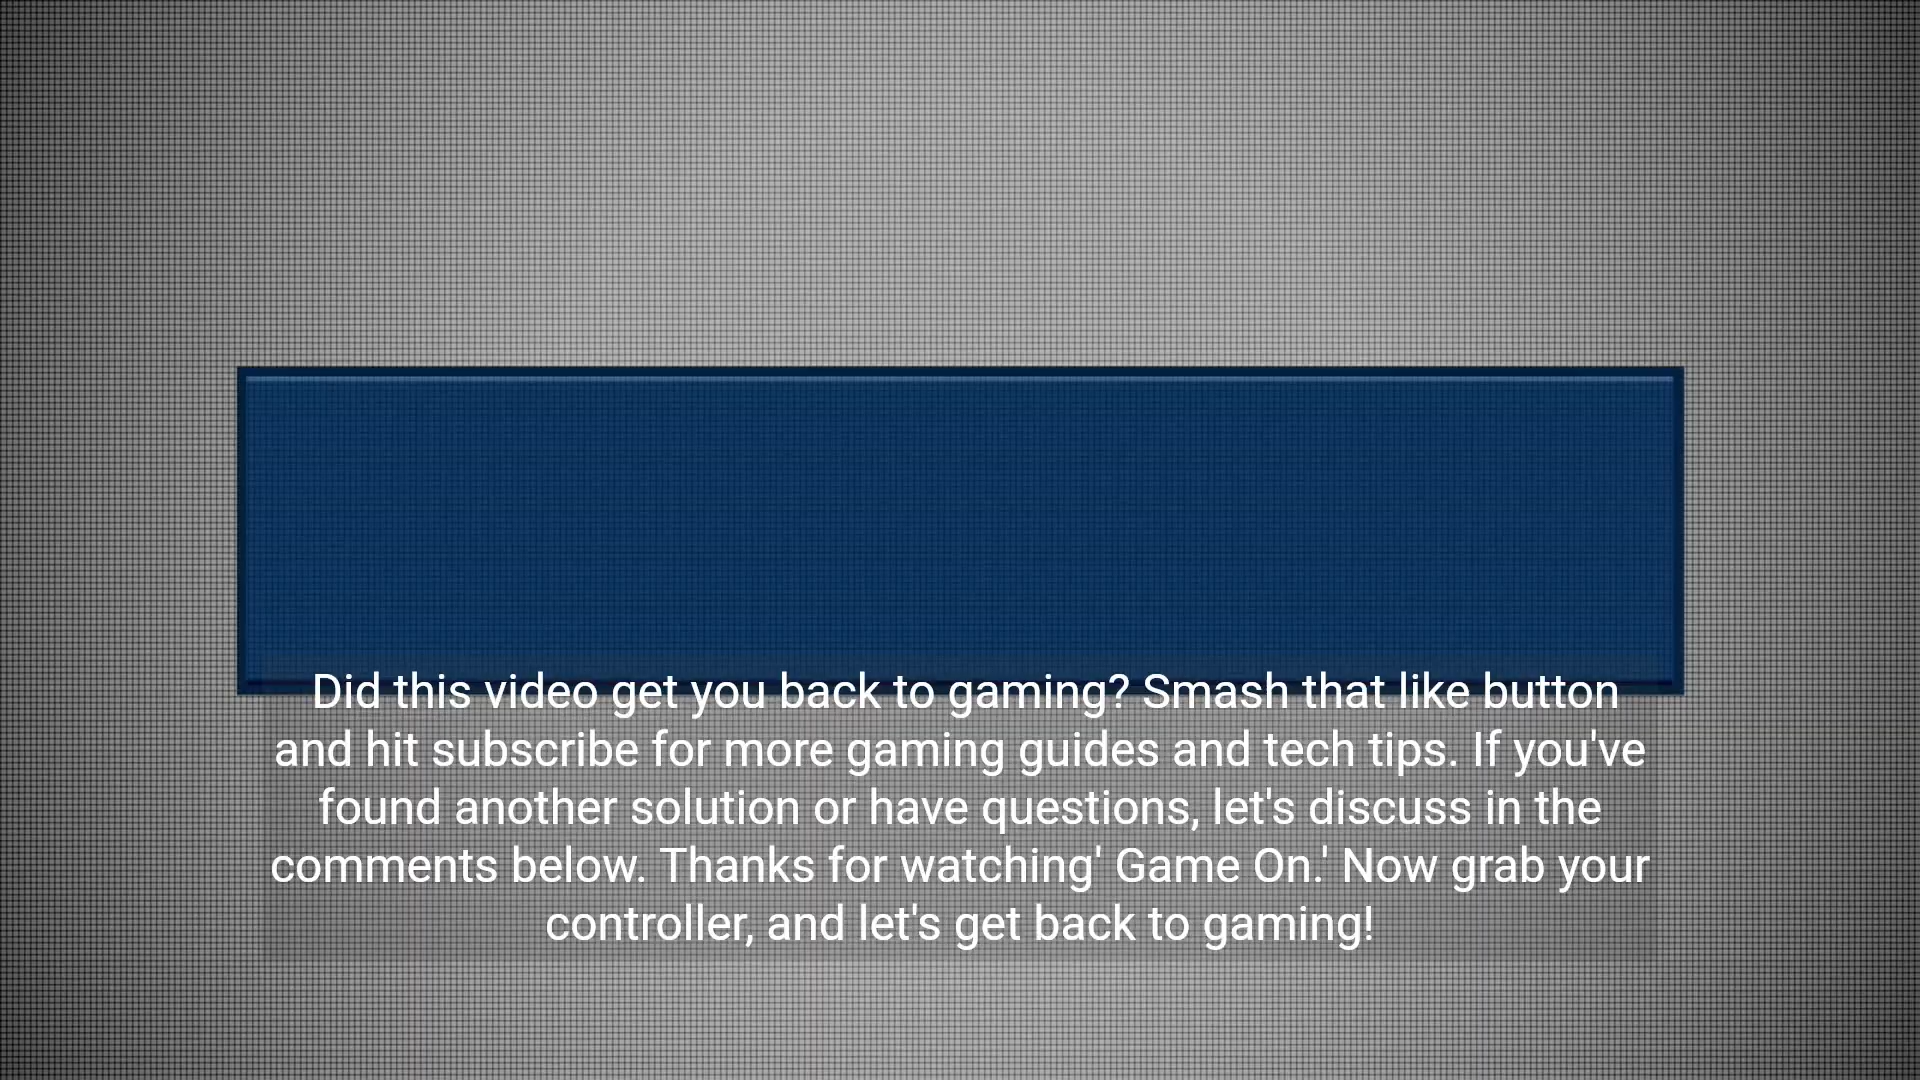 Did this video get you back to gaming? Smash that like button
and hit subscribe for more gaming guides and tech tips. If you've
found another solution or have questions, let's discuss in the
comments below. Thanks for watching' Game On.' Now grab your
controller, and let's get back to gaming!